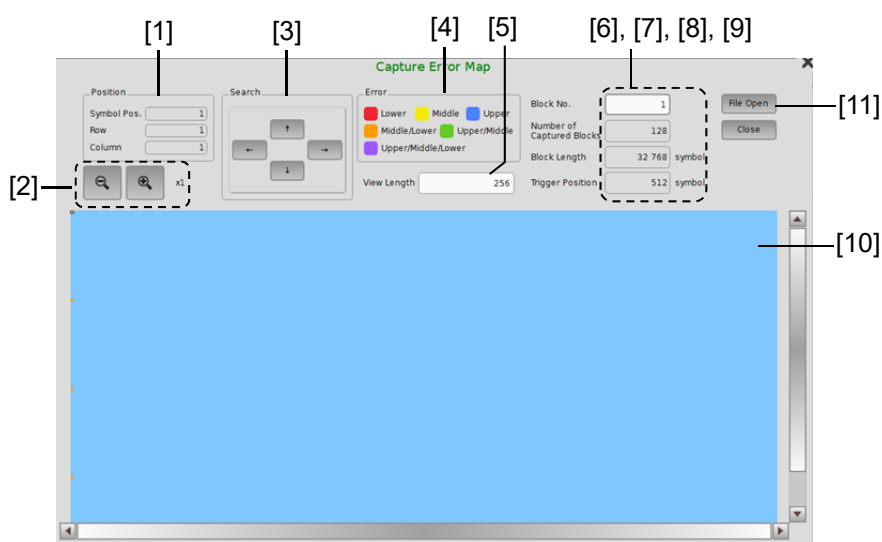 [1]
[3]
[4]
[5]
[6], [7], [8], [9]
Capture Error Map
Position
Search
Error
Symbol Pos. 1
Row 1
Column 1
Lower Middle Upper
Middle/Lower Upper/Middle
Upper/Middle/Lower
Block No. 1
Number of
Captured Blocks 128
Block Length 32 768 symbol
Trigger Position 512 symbol
File Open
Close
[11]
[2]
x1
View Length 256
[10]